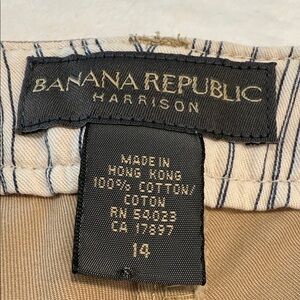 BANANA REPUBLIC
HARRISON
MADE IN
HONG KONG
100% COTTON/
COTON
RN 54023
CA 17897
14